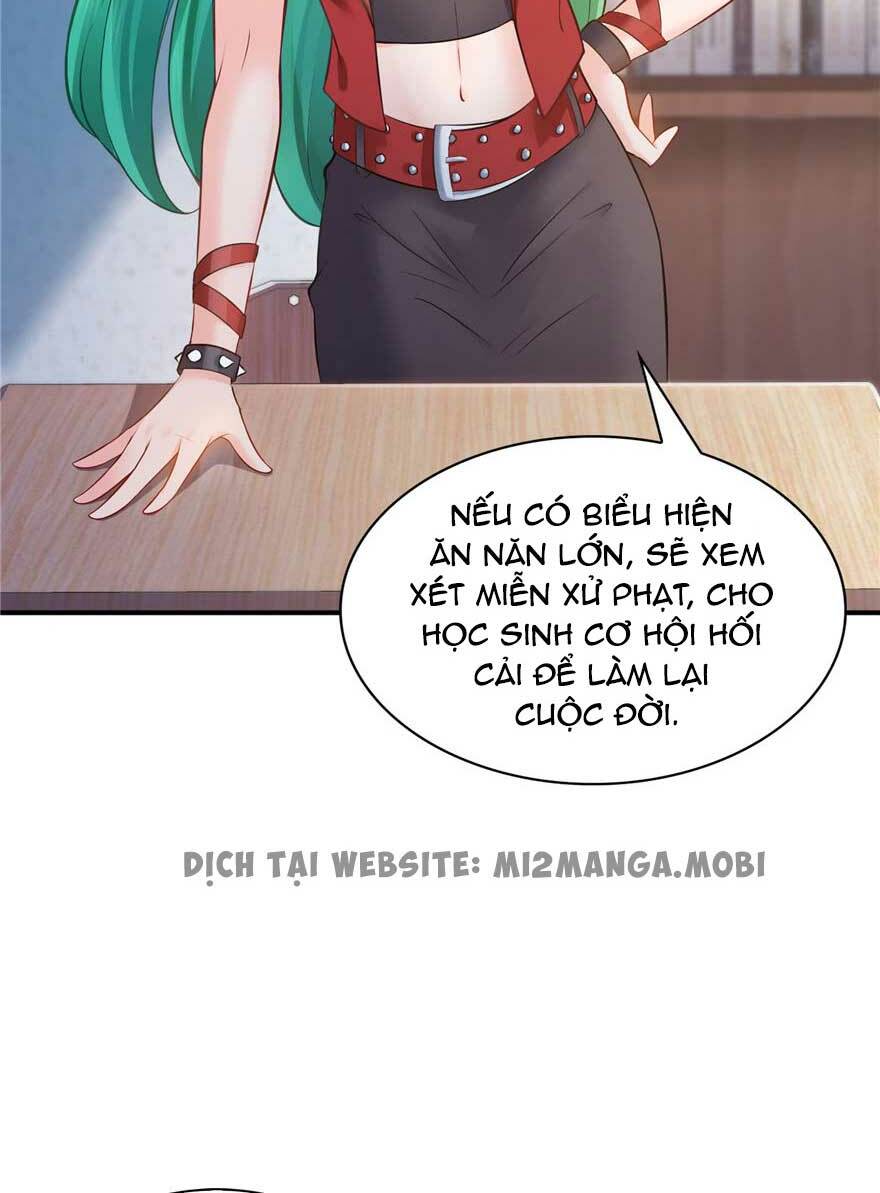 NẾU CÓ BIỂU HIỆN
ĂN NĂN LỚN, SẼ XEM
XÉT MIỄN XỬ PHẠT, CHO
HỌC SINH CƠ HỘI HỐI
CẢI ĐỂ LÀM LẠI
CUỘC ĐỜI.
DỊCH TẠI WEBSITE: MI2MANGA.MOBI